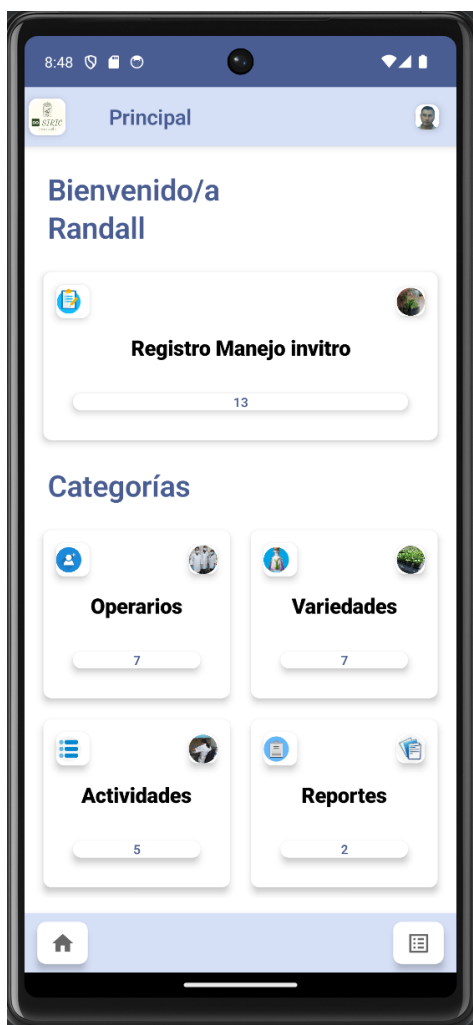 8:48
Principal
Bienvenido/a
Randall
Registro Manejo invitro
13
Categorías
Operarios
7
Variedades
7
Actividades
5
Reportes
2